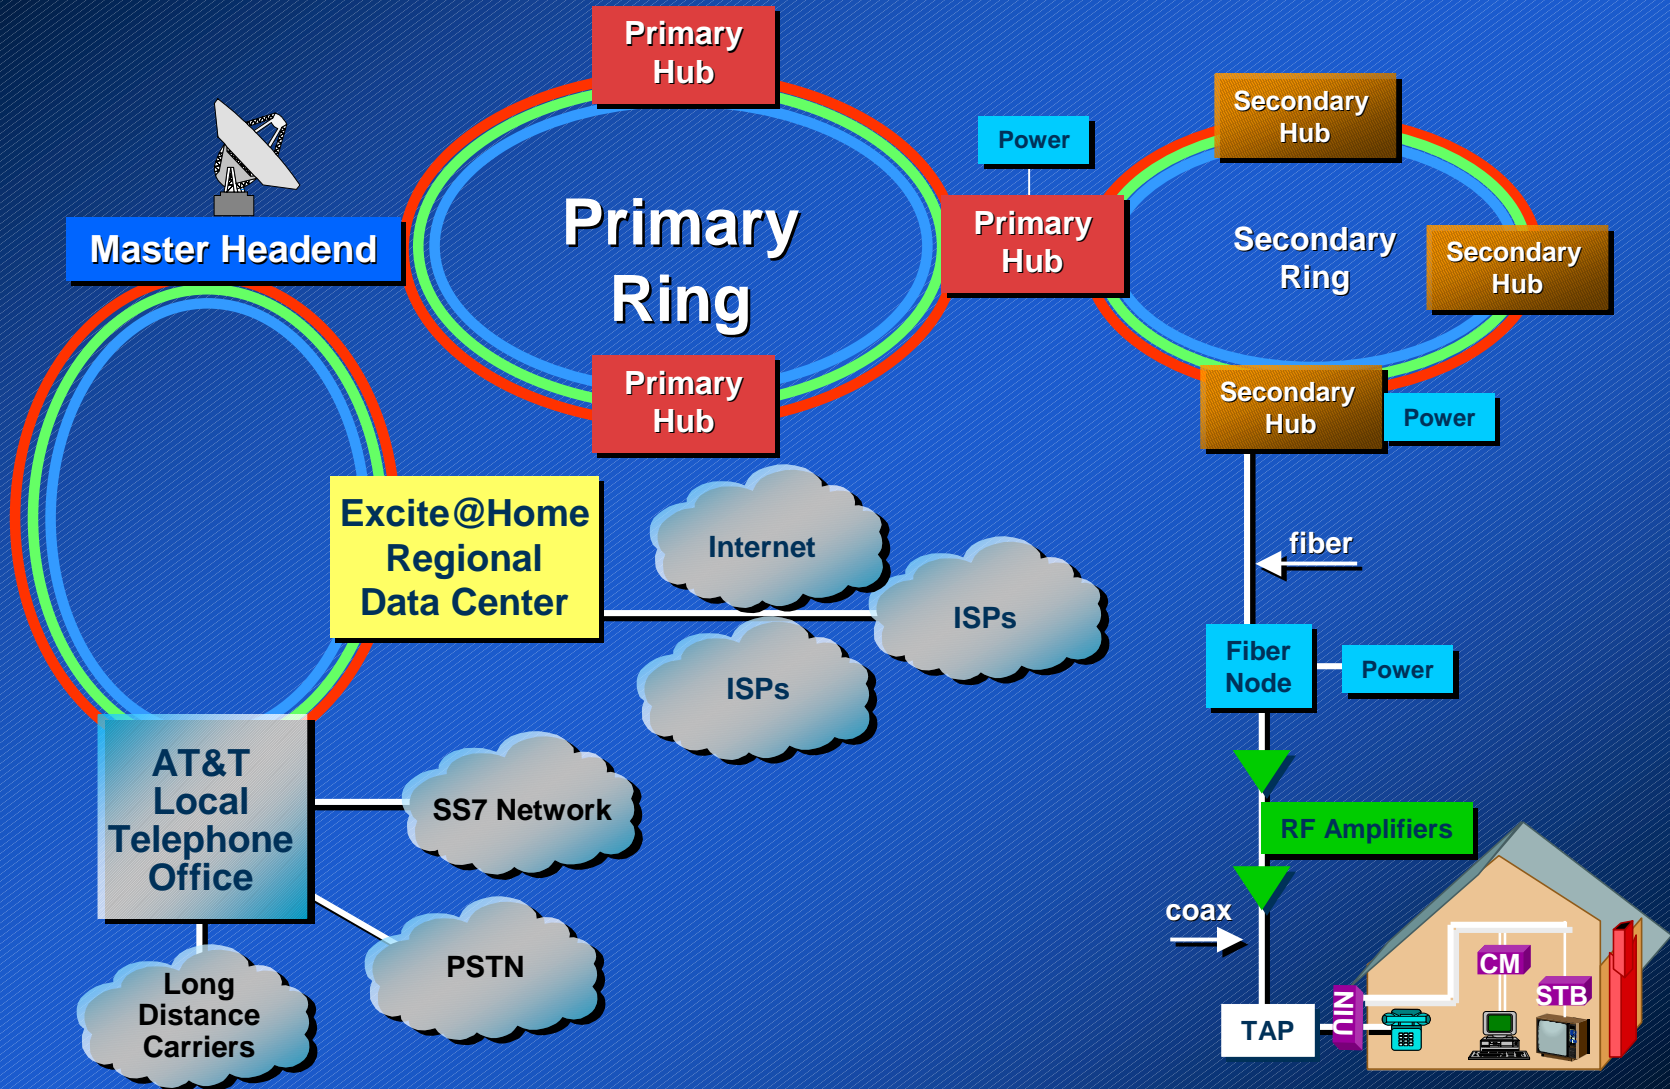 Primary
Hub
Secondary
Hub
Power
Master Headend
Primary
Ring
Primary
Hub
Secondary
Ring
Secondary
Hub
Primary
Hub
Secondary
Hub
Power
Excite@Home
Regional
Data Center
Internet
ISPs
ISPs
fiber
Fiber
Node
Power
AT&T
Local
Telephone
Office
SS7 Network
RF Amplifiers
PSTN
Long
Distance
Carriers
coax
TAP
NIU
CM
STB